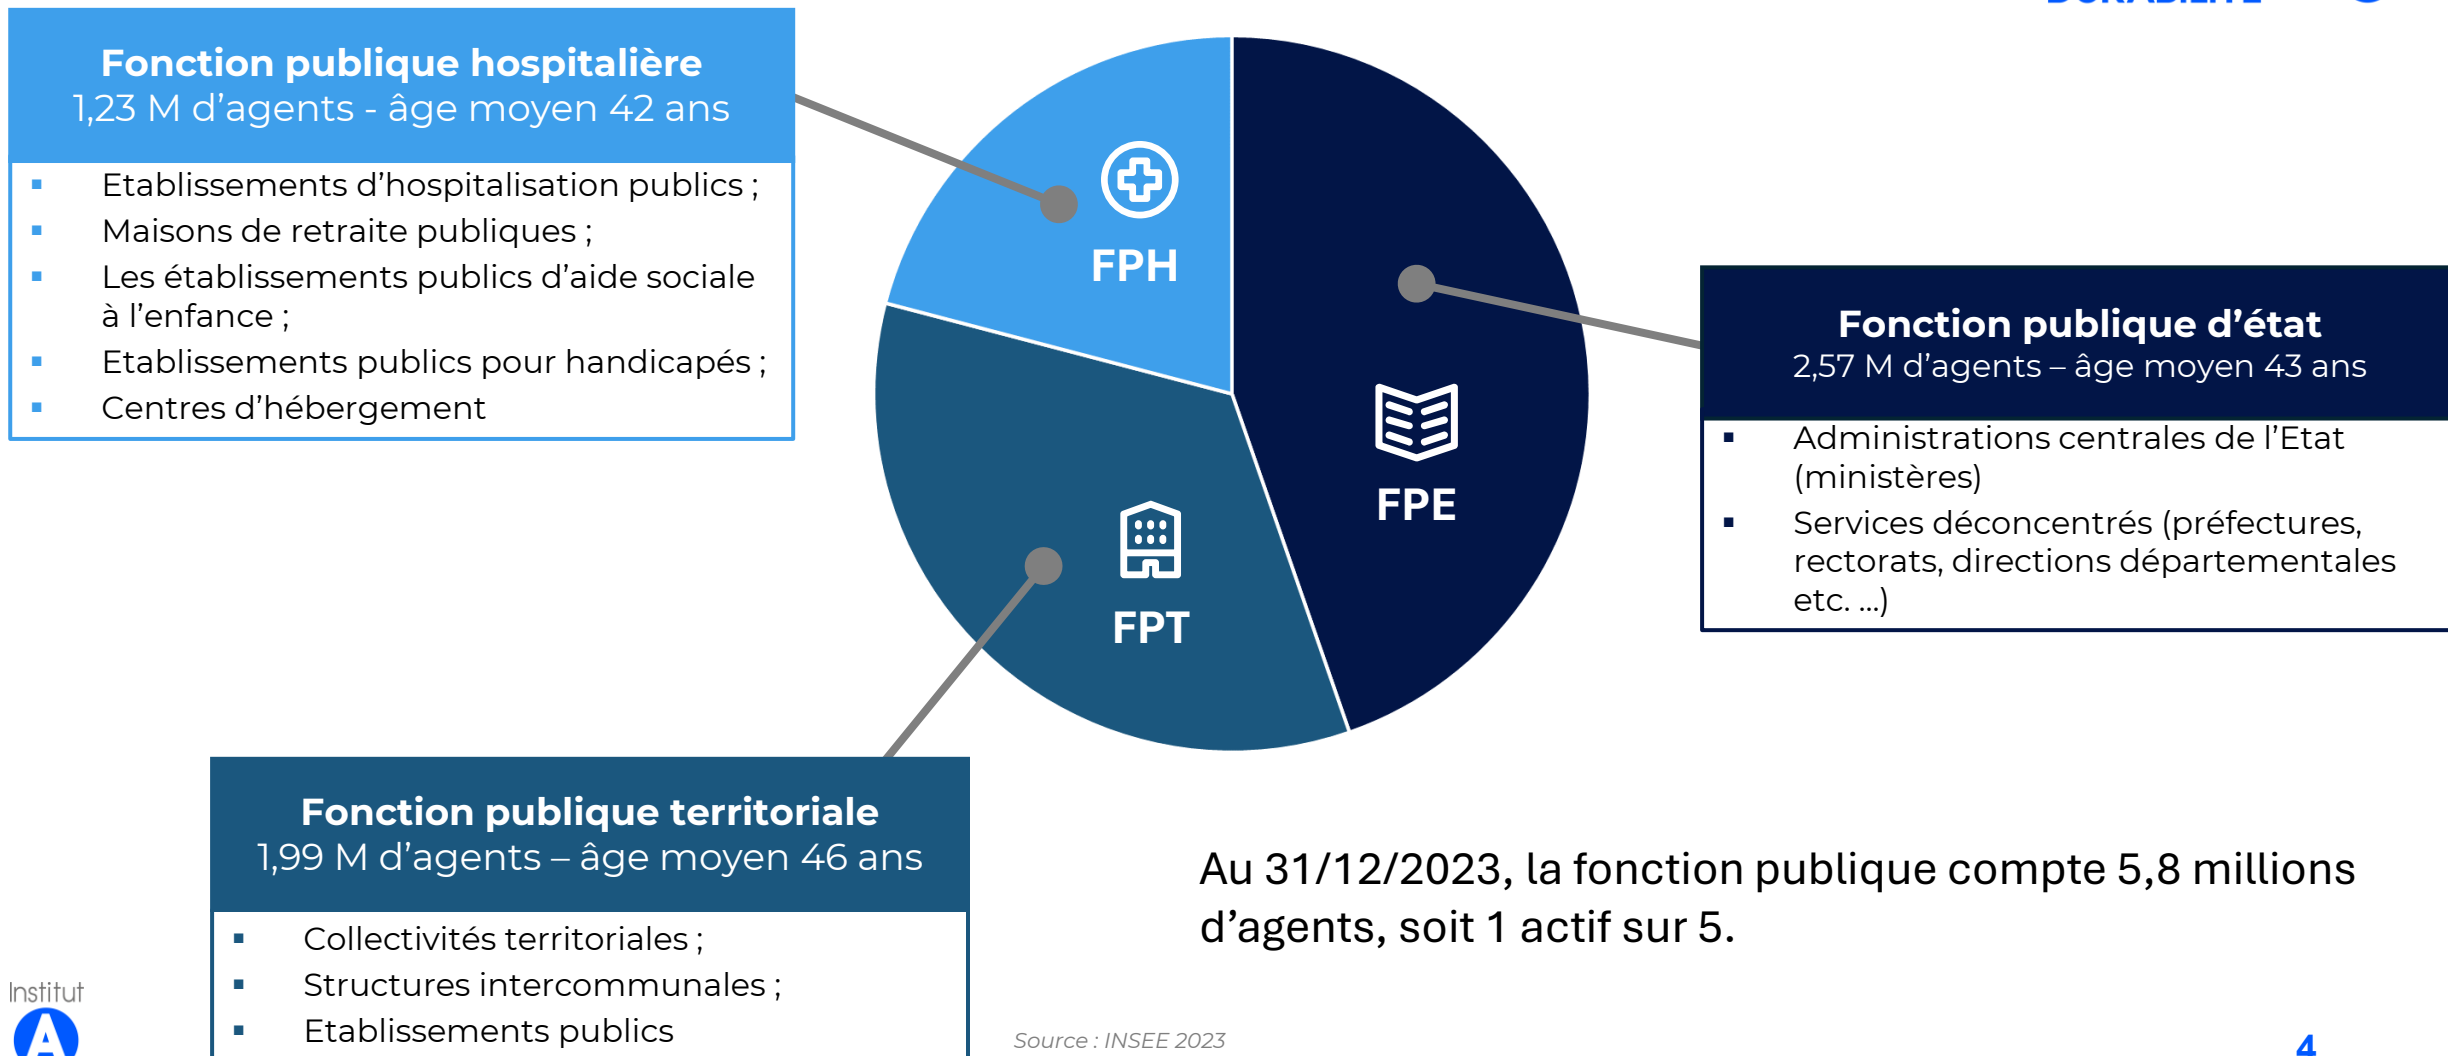 Fonction publique hospitalière
1,23 M d’agents - âge moyen 42 ans
▪ Etablissements d’hospitalisation publics ;
▪ Maisons de retraite publiques ;
▪ Les établissements publics d’aide sociale
à l’enfance ;
▪ Etablissements publics pour handicapés ;
▪ Centres d’hébergement
FPH
FPE
FPT
Fonction publique d’état
2,57 M d’agents – âge moyen 43 ans
▪ Administrations centrales de l’Etat
(ministères)
▪ Services déconcentrés (préfectures,
rectorats, directions départementales
etc. …)
Fonction publique territoriale
1,99 M d’agents – âge moyen 46 ans
▪ Collectivités territoriales ;
▪ Structures intercommunales ;
▪ Etablissements publics
Au 31/12/2023, la fonction publique compte 5,8 millions
d’agents, soit 1 actif sur 5.
Institut
A
Source : INSEE 2023
4